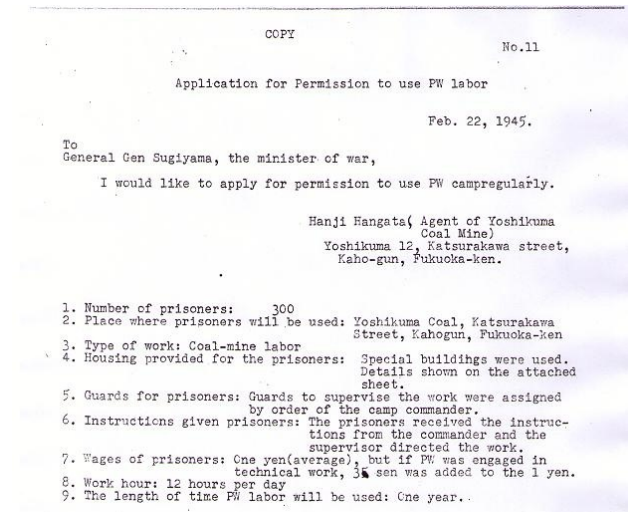 COPY
No.11
Application for Permission to use PW labor
Feb. 22, 1945.
To
General Gen Sugiyama, the minister of war,
I would like to apply for permission to use PW campregularly.
Hanji Hangata( Agent of Yoshikuma
Coal Mine)
Yoshikuma 12, Katsurakawa street,
Kaho-gun, Fukuoka-ken.
1. Number of prisoners: 300
2. Place where prisoners will be used: Yoshikuma Coal, Katsurakawa
Street, Kahogun, Fukuoka-ken
3. Type of work: Coal-mine labor
4. Housing provided for the prisoners: Special buildings were used.
Details shown on the attached
sheet.
5. Guards for prisoners: Guards to supervise the work were assigned
by order of the camp commander.
6. Instructions given prisoners: The prisoners received the instruc-
tions from the commander and the
supervisor directed the work.
7. Wages of prisoners: One yen(average), but if PW was engaged in
technical work, sen was added to the 1 yen.
8. Work hour: 12 hours per day
9. The length of time PW labor will be used: One year.